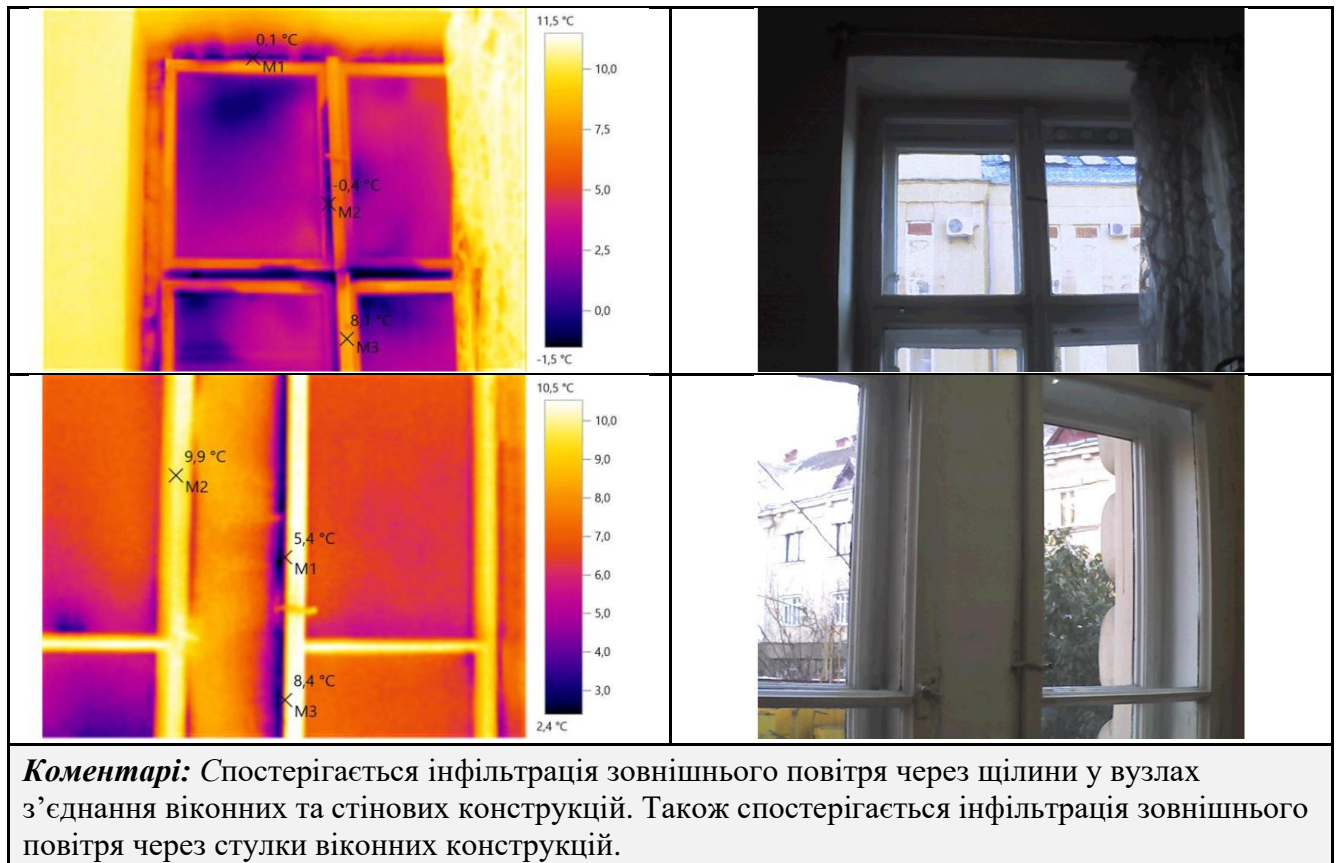 11,5 °C
0,1 °C
M1
10,0
7,5
5,0
-0,4 °C
M2
2,5
0,0
8,1 °C
M3
-1,5 °C
10,5 °C
10,0
9,9 °C
M2
9,0
8,0
7,0
5,4 °C
M1
6,0
5,0
4,0
8,4 °C
M3
3,0
2,4 °C
Коментарі: Спостерігається інфільтрація зовнішнього повітря через щілини у вузлах
з’єднання віконних та стінових конструкцій. Також спостерігається інфільтрація зовнішнього
повітря через стулки віконних конструкцій.